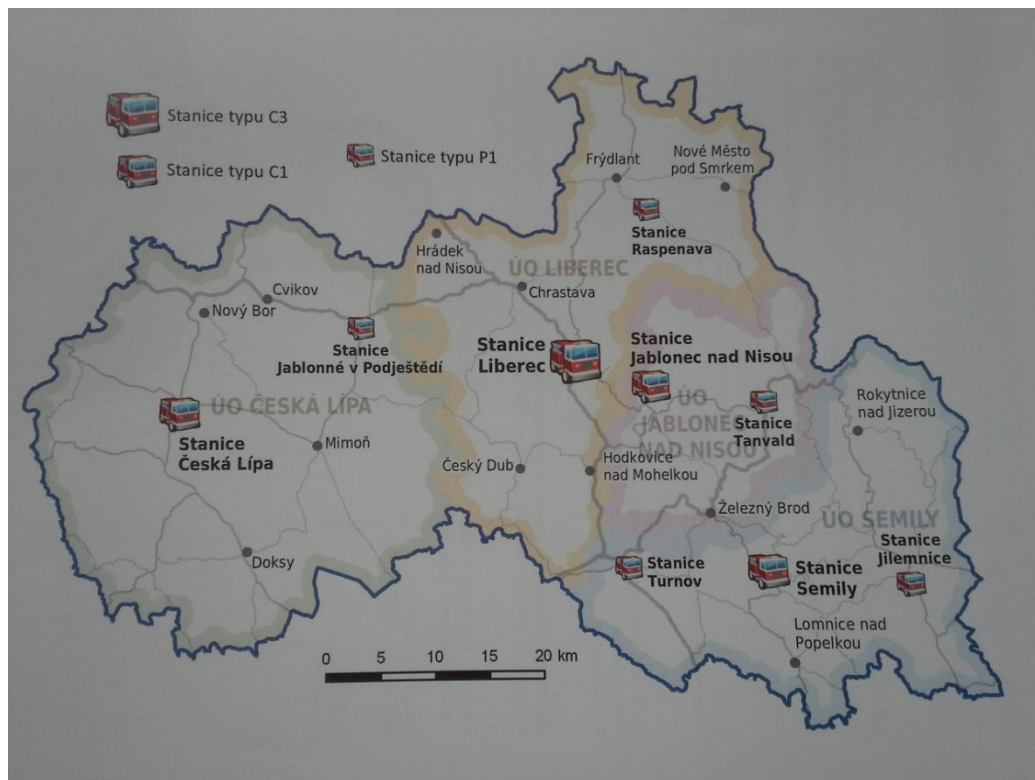 Stanice typu C3
Stanice typu C1
Stanice typu P1
Frýdlant
Nové Město
pod Smrkem
Stanice
Raspenava
Hrádek
nad Nisou
ÚO LIBEREC
Chrastava
Cvikov
Nový Bor
Stanice
Jablonné v Podještědí
Stanice
Liberec
Stanice
Jablonec nad Nisou
ÚO ČESKÁ LÍPA
Stanice
Česká Lípa
Mimoň
ÚO
JABLONEC
NAD NISOU
Stanice
Tanvald
Rokytnice
nad Jizerou
Český Dub
Hodkovice
nad Mohelkou
Železný Brod
ÚO SEMILY
Doksy
Stanice
Turnov
Stanice
Semily
Stanice
Jilemnice
Lomnice nad
Popelkou
0 5 10 15 20 km